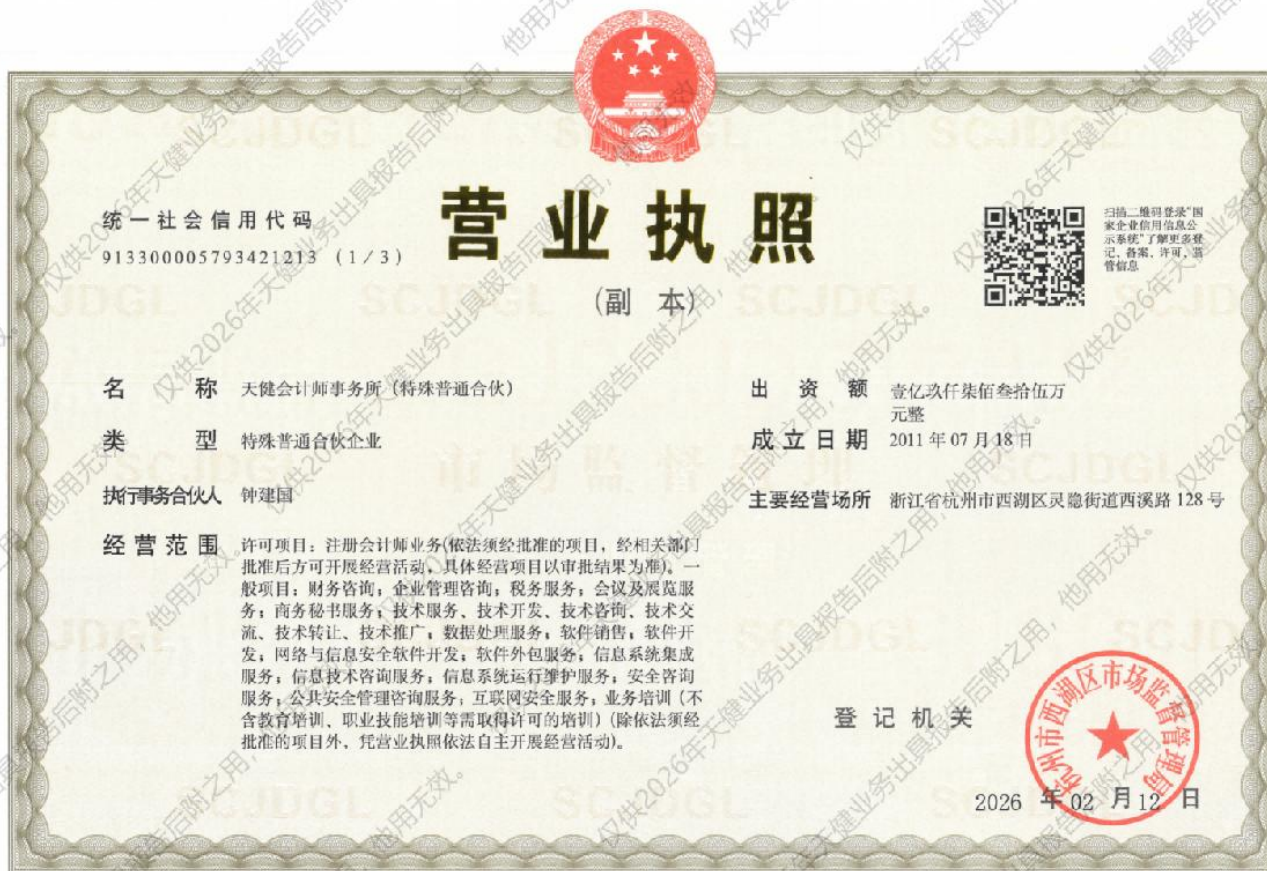 统一社会信用代码
913300005793421213 (1/3)
营业执照
(副 本)
扫描二维码登录“国
家企业信用信息公
示系统”了解更多登
记、备案、许可、监
管信息
名 称 天健会计师事务所(特殊普通合伙)
类 型 特殊普通合伙企业
执行事务合伙人 钟建国
经营范围 许可项目:注册会计师业务(依法须经批准的项目,经相关部门
批准后方可开展经营活动,具体经营项目以审批结果为准)。一
般项目:财务咨询;企业管理咨询;税务服务;会议及展览服
务;商务秘书服务;技术服务、技术开发、技术咨询、技术交
流、技术转让、技术推广;数据处理服务;软件销售;软件开
发;网络与信息安全软件开发;软件外包服务;信息系统集成
服务;信息技术咨询服务;信息系统运行维护服务;安全咨询
服务;公共安全管理咨询服务;互联网安全服务;业务培训(不
含教育培训、职业技能培训等需取得许可的培训)(除依法须经
批准的项目外,凭营业执照依法自主开展经营活动)。
出 资 额 壹亿玖仟柒佰叁拾伍万
元整
成立日期 2011年07月18日
主要经营场所 浙江省杭州市西湖区灵隐街道西溪路128号
登记机关
杭州市西湖区市场监督管理局
2026 年 02 月 12 日
仅供2026年天健业务出具报告后附之用,他用无效。
SCJDGL
市场监督管理